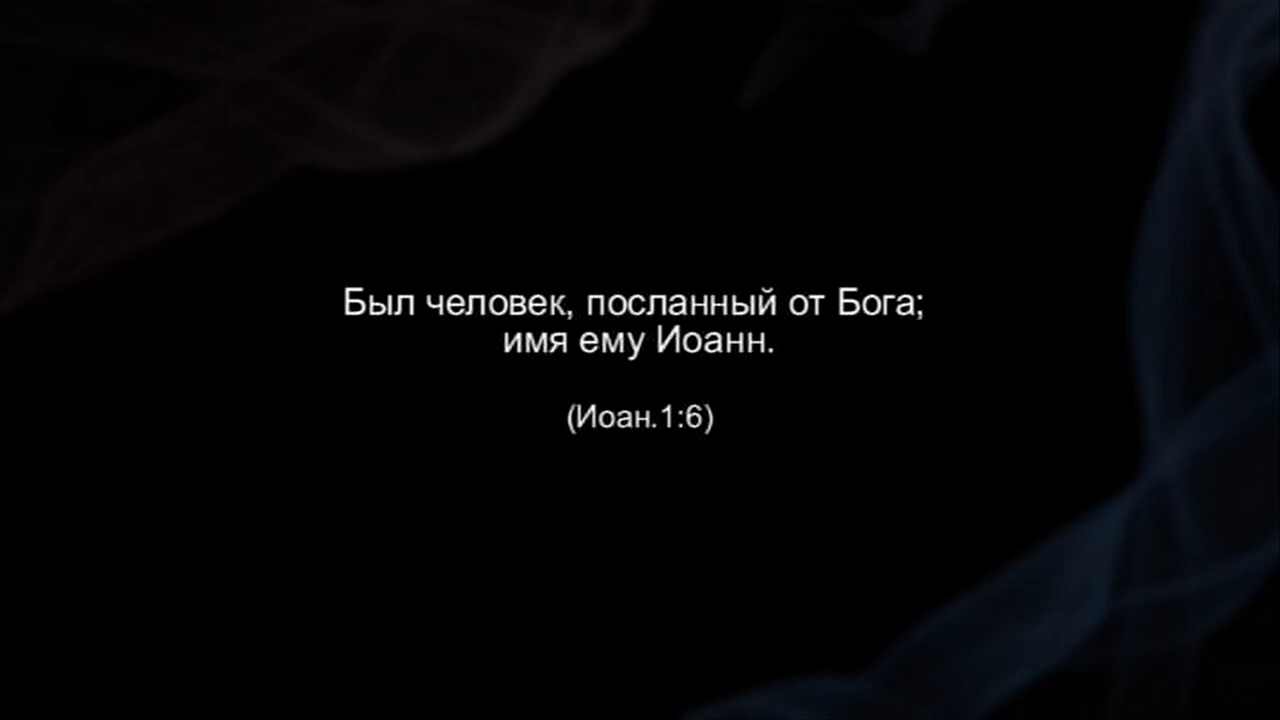 Был человек, посланный от Бога;
имя ему Иоанн.
(Иоан.1:6)